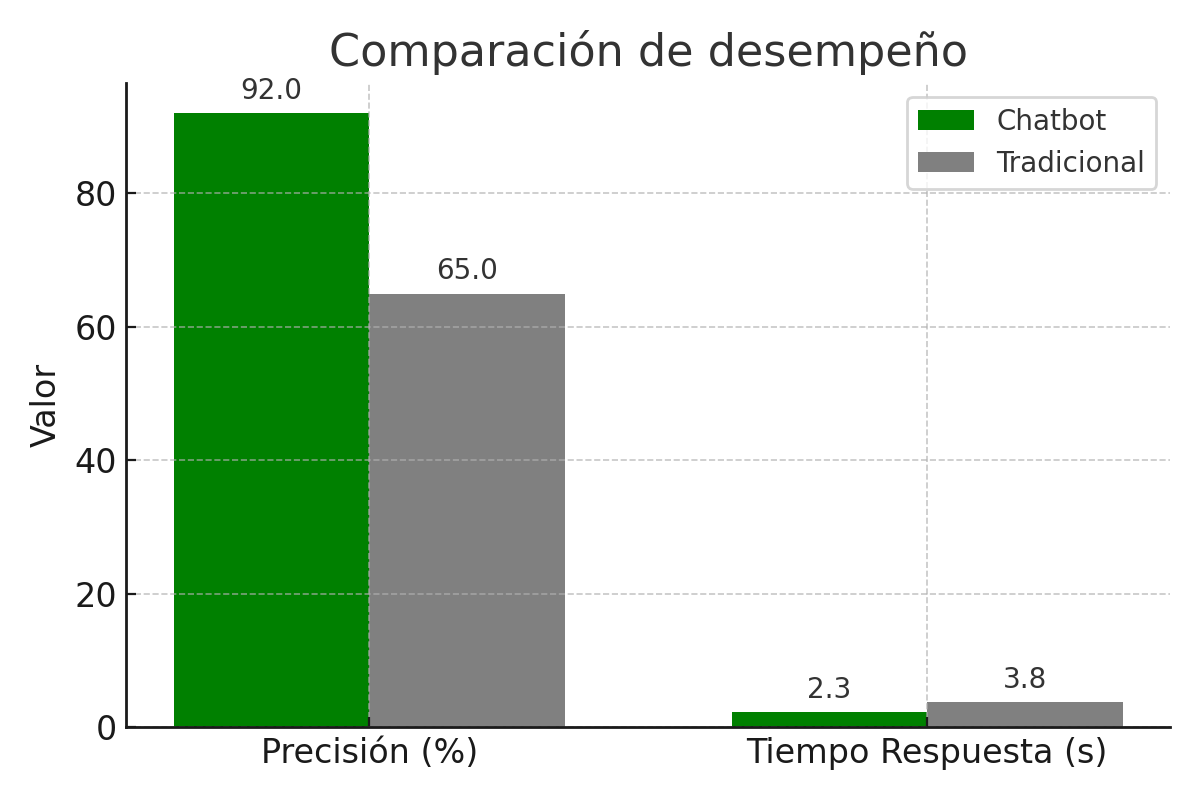 Comparación de desempeño
92.0
65.0
2.3
3.8
Chatbot
Tradicional
Valor
80
60
40
20
0
Precisión (%)
Tiempo Respuesta (s)